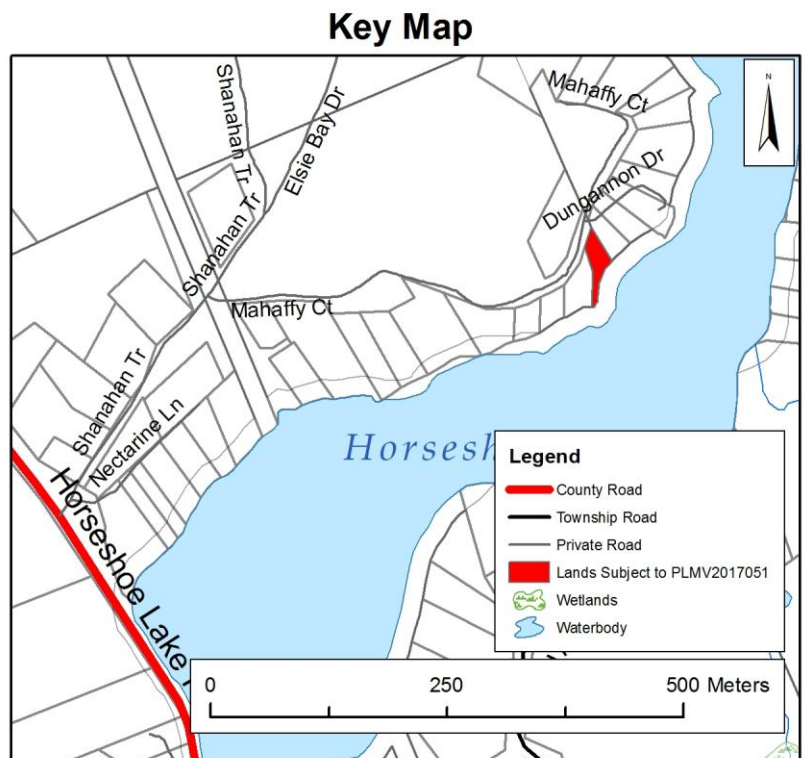 Key Map
N
Mahaffy Ct
Shanahan Tr
Elsie Bay Dr
Dungannon Dr
Shanahan Tr
Mahaffy Ct
Shanahan Tr
Nectarine Ln
Horsesh
Horseshoe Lake
Legend
County Road
Township Road
Private Road
Lands Subject to PLMV2017051
Wetlands
Waterbody
0 250 500 Meters